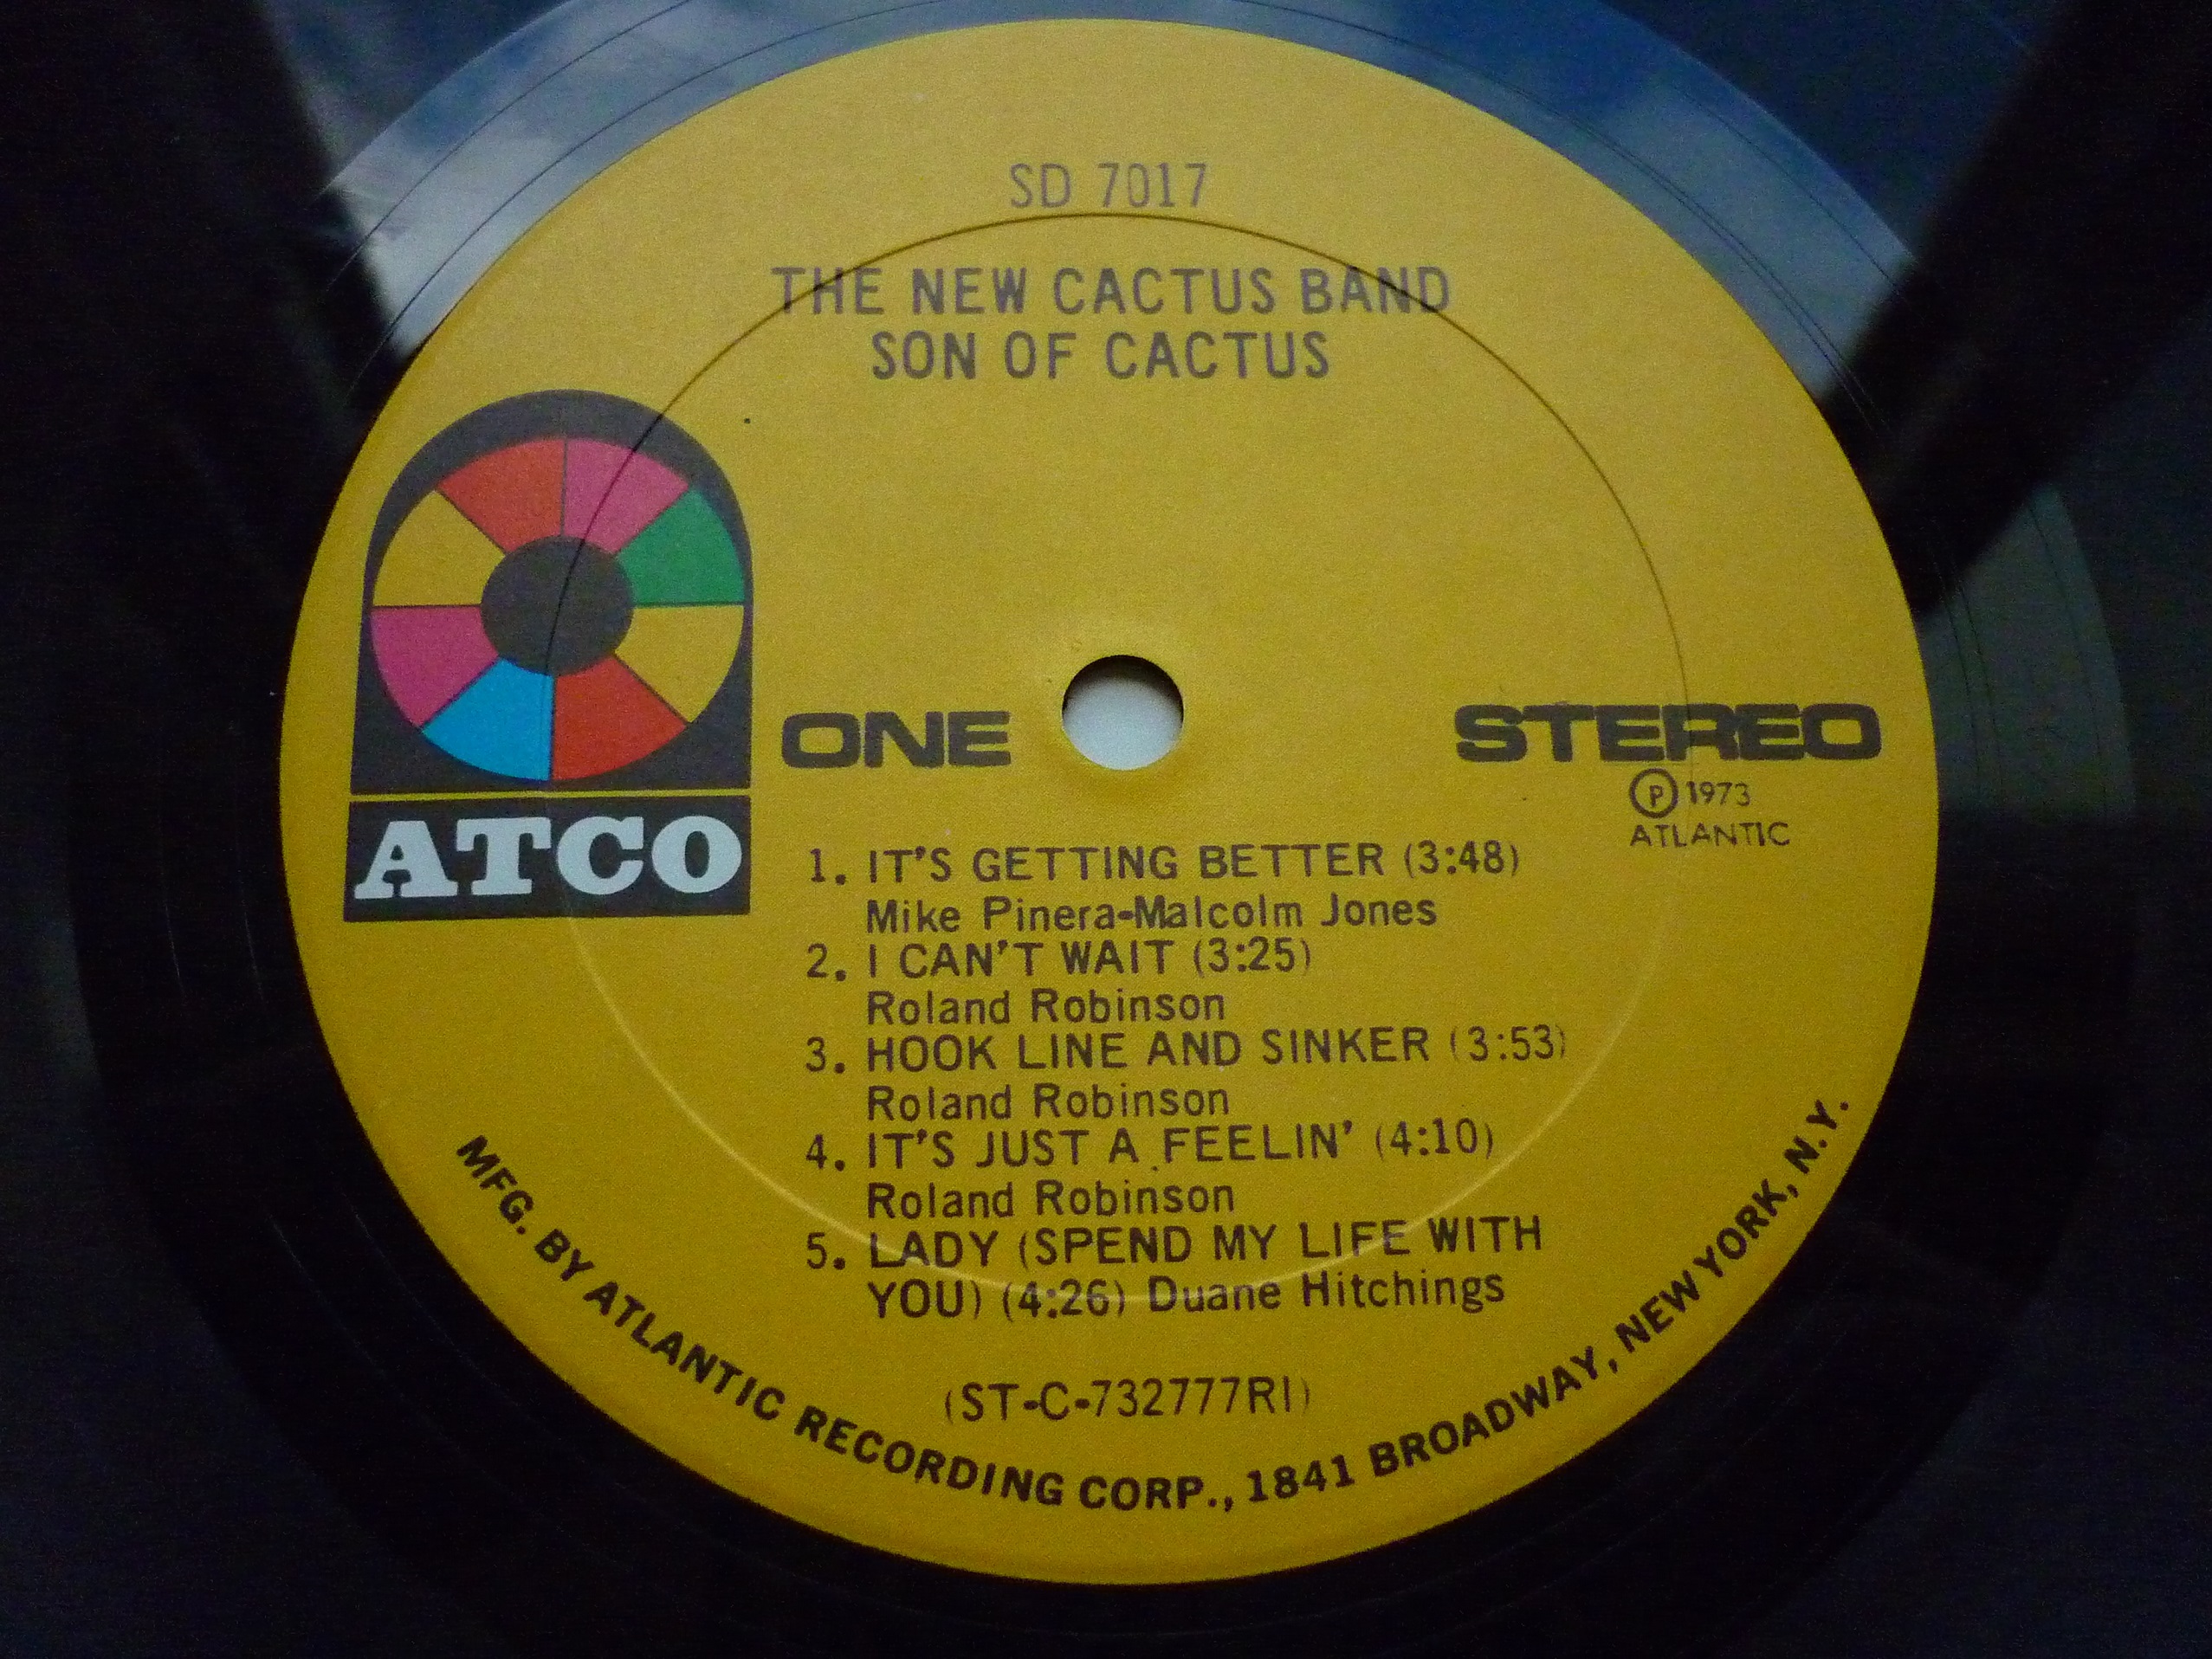 SD 7017
THE NEW CACTUS BAND
SON OF CACTUS
ATCO
ONE
STEREO
Ⓟ 1973
ATLANTIC
1. IT'S GETTING BETTER (3:48)
Mike Pinera-Malcolm Jones
2. I CAN'T WAIT (3:25)
Roland Robinson
3. HOOK LINE AND SINKER (3:53)
Roland Robinson
4. IT'S JUST A FEELIN' (4:10)
Roland Robinson
5. LADY (SPEND MY LIFE WITH
YOU) (4:26) Duane Hitchings
(ST-C-732777RI)
MFG. BY ATLANTIC RECORDING CORP., 1841 BROADWAY, NEW YORK, N.Y.